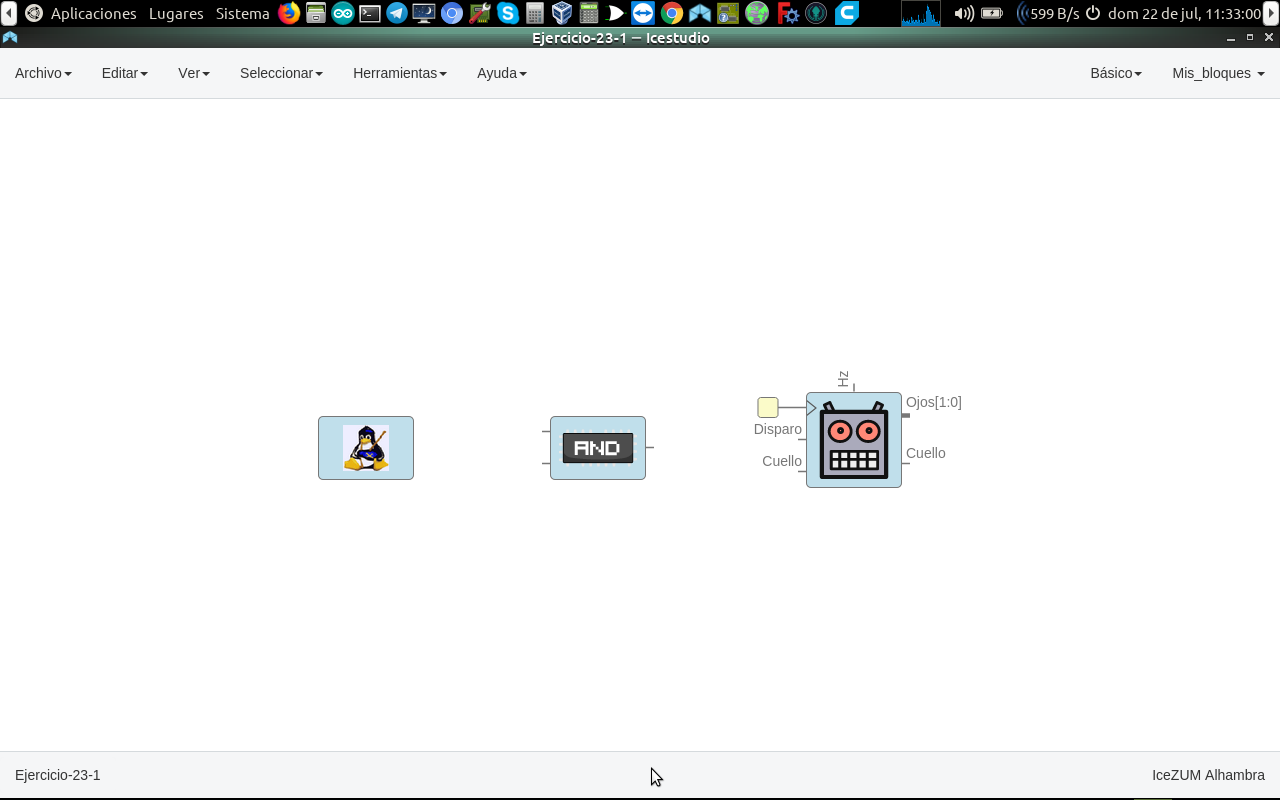 Aplicaciones Lugares Sistema 599 B/s dom 22 de jul, 11:33:00
Ejercicio-23-1 — Icestudio
Archivo Editar Ver Seleccionar Herramientas Ayuda Básico Mis_bloques
Hz
Ojos[1:0]
Disparo
AND
Cuello Cuello
Ejercicio-23-1 IceZUM Alhambra